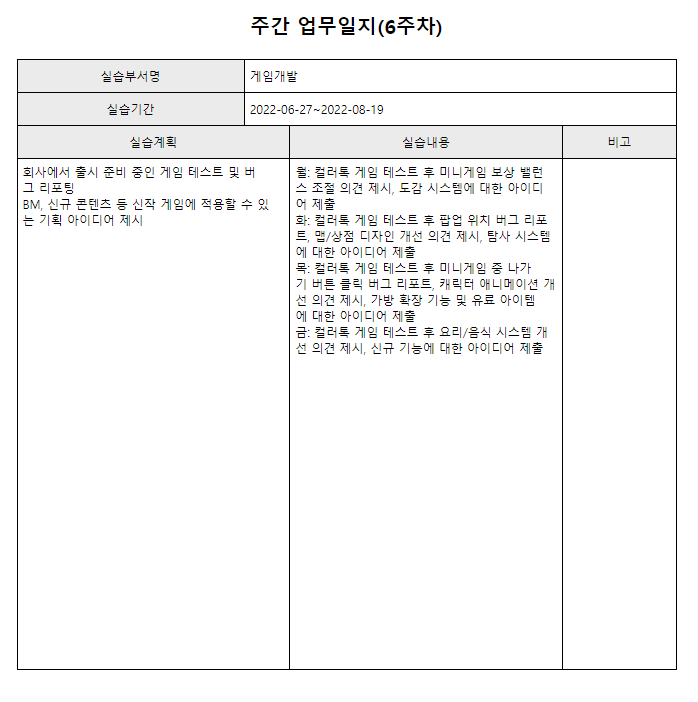 주간 업무일지(6주차)
실습부서명
게임개발
실습기간
2022-06-27~2022-08-19
실습계획
실습내용
비고
회사에서 출시 준비 중인 게임 테스트 및 버
그 리포팅
BM, 신규 콘텐츠 등 신작 게임에 적용할 수 있
는 기획 아이디어 제시
월: 컬러톡 게임 테스트 후 미니게임 보상 밸런
스 조절 의견 제시, 도감 시스템에 대한 아이디
어 제출
화: 컬러톡 게임 테스트 후 팝업 위치 버그 리포
트, 맵/상점 디자인 개선 의견 제시, 탐사 시스템
에 대한 아이디어 제출
목: 컬러톡 게임 테스트 후 미니게임 중 나가
기 버튼 클릭 버그 리포트, 캐릭터 애니메이션 개
선 의견 제시, 가방 확장 기능 및 유료 아이템
에 대한 아이디어 제출
금: 컬러톡 게임 테스트 후 요리/음식 시스템 개
선 의견 제시, 신규 기능에 대한 아이디어 제출